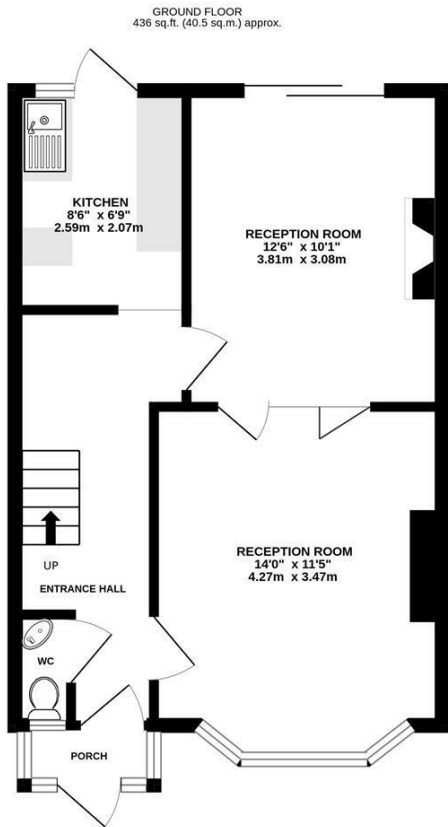 GROUND FLOOR
436 sq.ft. (40.5 sq.m.) approx.
KITCHEN
8'6" x 6'9"
2.59m x 2.07m
RECEPTION ROOM
12'6" x 10'1"
3.81m x 3.08m
RECEPTION ROOM
14'0" x 11'5"
4.27m x 3.47m
UP
ENTRANCE HALL
WC
PORCH